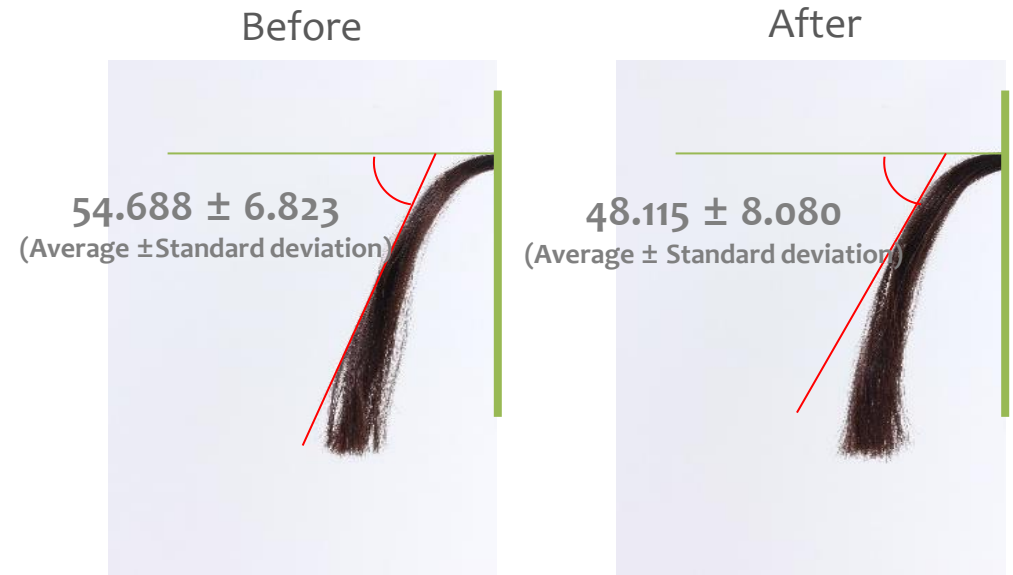 Before
After
54.688 ± 6.823
(Average ±Standard deviation)
48.115 ± 8.080
(Average ± Standard deviation)